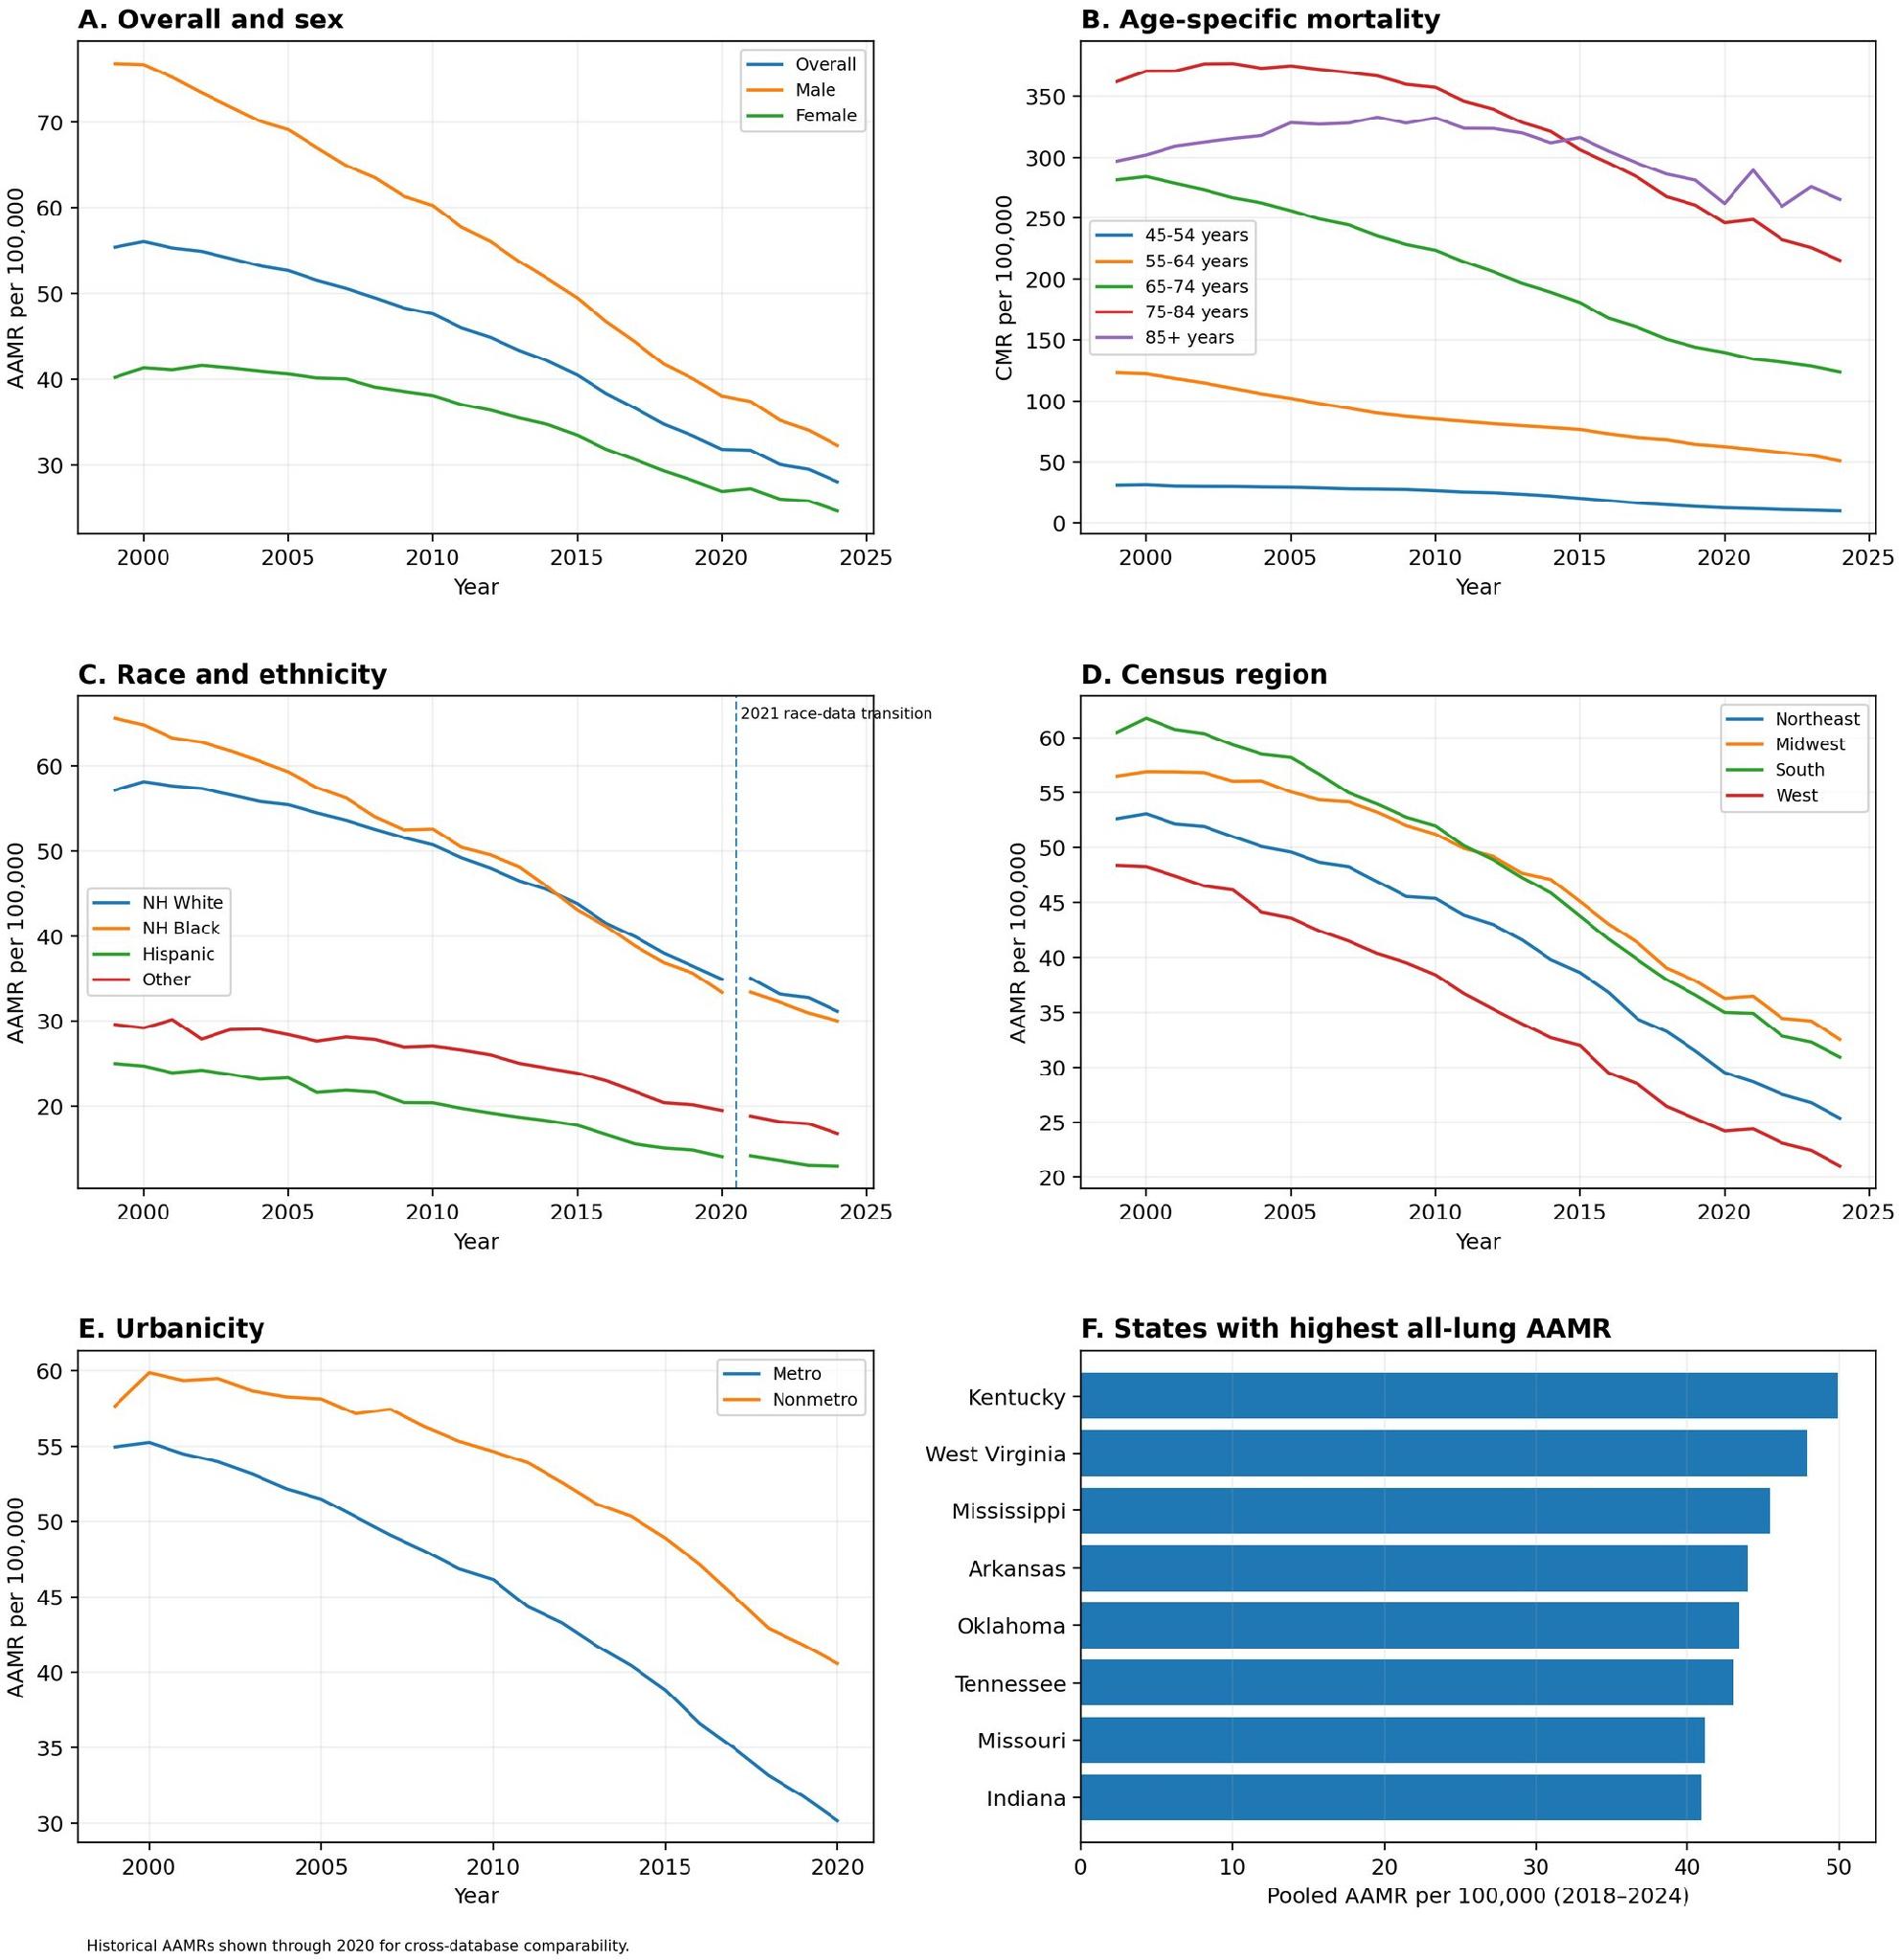 A. Overall and sex
AAMR per 100,000
70
60
50
40
30
2000 2005 2010 2015 2020 2025
Year
Overall
Male
Female
B. Age-specific mortality
CMR per 100,000
350
300
250
200
150
100
50
0
2000 2005 2010 2015 2020 2025
Year
45-54 years
55-64 years
65-74 years
75-84 years
85+ years
C. Race and ethnicity
AAMR per 100,000
60
50
40
30
20
2000 2005 2010 2015 2020 2025
Year
2021 race-data transition
NH White
NH Black
Hispanic
Other
D. Census region
AAMR per 100,000
60
55
50
45
40
35
30
25
20
2000 2005 2010 2015 2020 2025
Year
Northeast
Midwest
South
West
E. Urbanicity
AAMR per 100,000
60
55
50
45
40
35
30
2000 2005 2010 2015 2020
Year
Metro
Nonmetro
F. States with highest all-lung AAMR
Kentucky
West Virginia
Mississippi
Arkansas
Oklahoma
Tennessee
Missouri
Indiana
0 10 20 30 40 50
Pooled AAMR per 100,000 (2018–2024)
Historical AAMRs shown through 2020 for cross-database comparability.